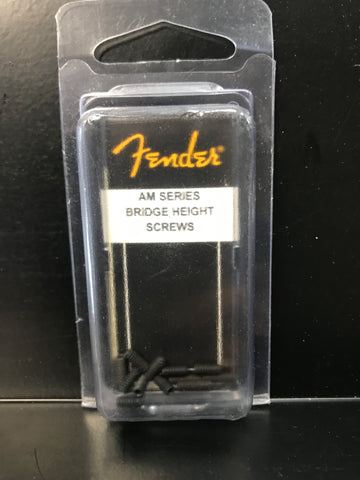 Fender
AM SERIES
BRIDGE HEIGHT
SCREWS